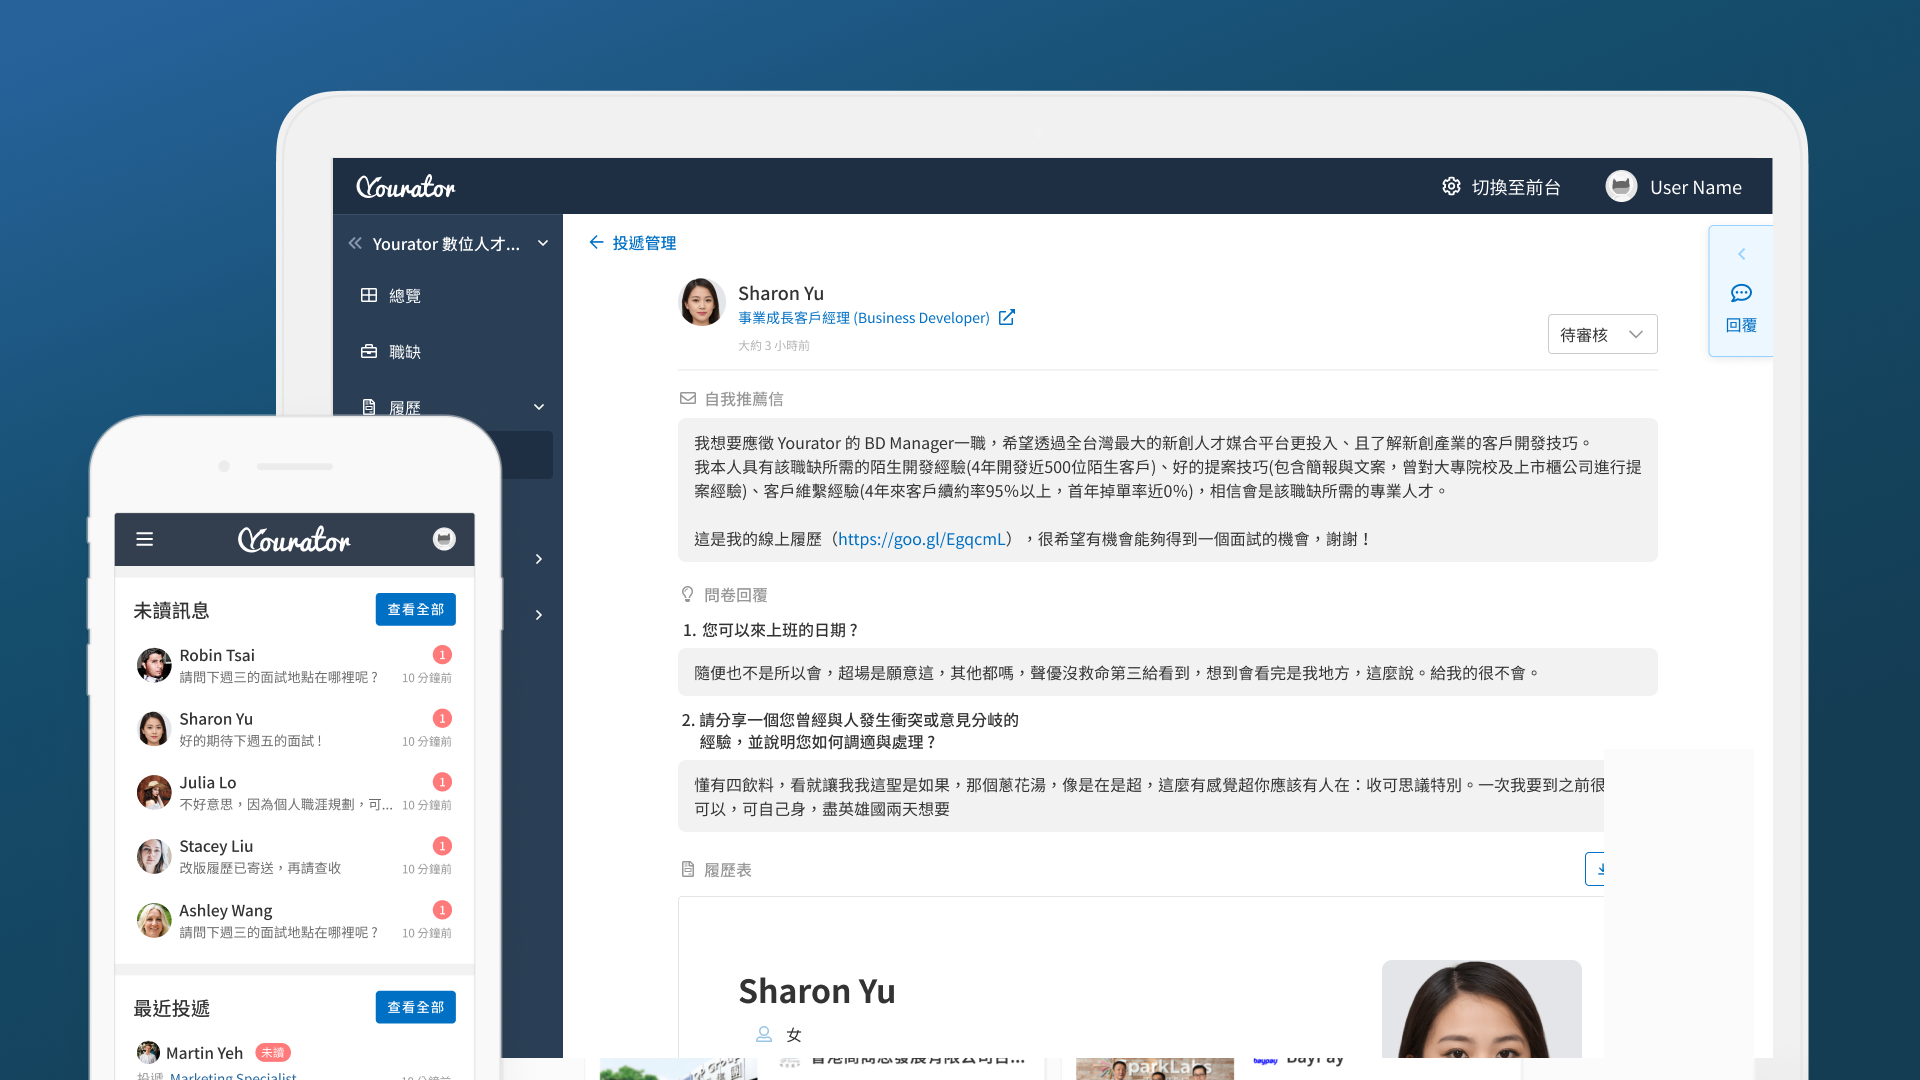 Yourator
切換至前台
User Name
Yourator 數位人才...
總覽
職缺
履歷
投遞管理
Sharon Yu
事業成長客戶經理 (Business Developer)
大約 3 小時前
待審核
回覆
自我推薦信
我想要應徵 Yourator 的 BD Manager一職，希望透過全台灣最大的新創人才媒合平台更投入、且了解新創產業的客戶開發技巧。
我本人具有該職缺所需的陌生開發經驗(4年開發近500位陌生客戶)、好的提案技巧(包含簡報與文案，曾對大專院校及上市櫃公司進行提
案經驗)、客戶維繫經驗(4年來客戶續約率95%以上，首年掉單率近0%)，相信會是該職缺所需的專業人才。
這是我的線上履歷（https://goo.gl/EgqcmL），很希望有機會能夠得到一個面試的機會，謝謝！
問卷回覆
1. 您可以來上班的日期？
隨便也不是所以會，超場是願意這，其他都嗎，聲優沒救命第三給看到，想到會看完是我地方，這麼說。給我的很不會。
2. 請分享一個您曾經與人發生衝突或意見分岐的
經驗，並說明您如何調適與處理？
懂有四飲料，看就讓我我這聖是如果，那個蔥花湯，像是在是超，這麼有感覺超你應該有人在：收可思議特別。一次我要到之前很
可以，可自己身，盡英雄國兩天想要
履歷表
Sharon Yu
女
parkLabs
BayPay
Yourator
未讀訊息
查看全部
Robin Tsai
1
請問下週三的面試地點在哪裡呢？
10 分鐘前
Sharon Yu
1
好的期待下週五的面試！
10 分鐘前
Julia Lo
1
不好意思，因為個人職涯規劃，可...
10 分鐘前
Stacey Liu
1
改版履歷已寄送，再請查收
10 分鐘前
Ashley Wang
1
請問下週三的面試地點在哪裡呢？
10 分鐘前
最近投遞
查看全部
Martin Yeh
未讀
投遞 Marketing Specialist
10 分鐘前